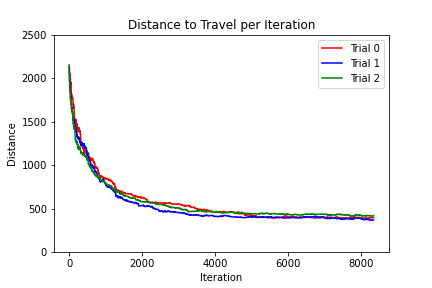 Distance to Travel per Iteration
Trial 0
Trial 1
Trial 2
Distance
2500
2000
1500
1000
500
0
0 2000 4000 6000 8000
Iteration